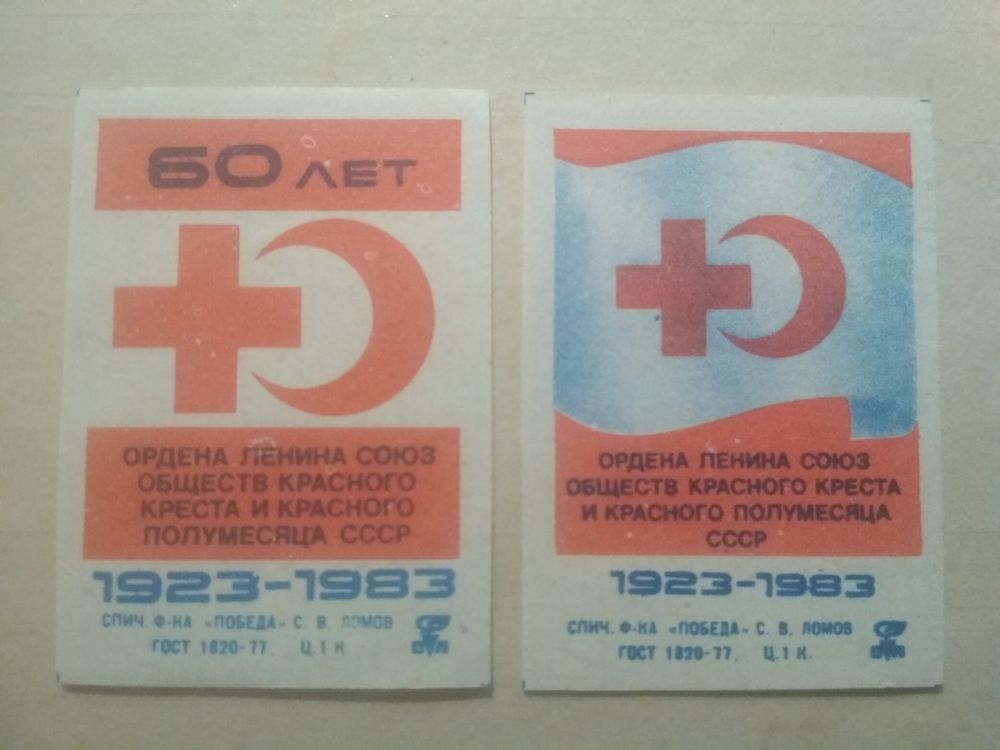 60 ЛЕТ
ОРДЕНА ЛЕНИНА СОЮЗ
ОБЩЕСТВ КРАСНОГО
КРЕСТА И КРАСНОГО
ПОЛУМЕСЯЦА СССР
1923-1983
СПИЧ. Ф-КА «ПОБЕДА» С. В. ЛОМОВ
ГОСТ 1820-77. Ц. 1 К
ОРДЕНА ЛЕНИНА СОЮЗ
ОБЩЕСТВ КРАСНОГО КРЕСТА
И КРАСНОГО ПОЛУМЕСЯЦА
СССР
1923-1983
СПИЧ. Ф-КА «ПОБЕДА» С. В. ЛОМОВ
ГОСТ 1820-77. Ц. 1 К.